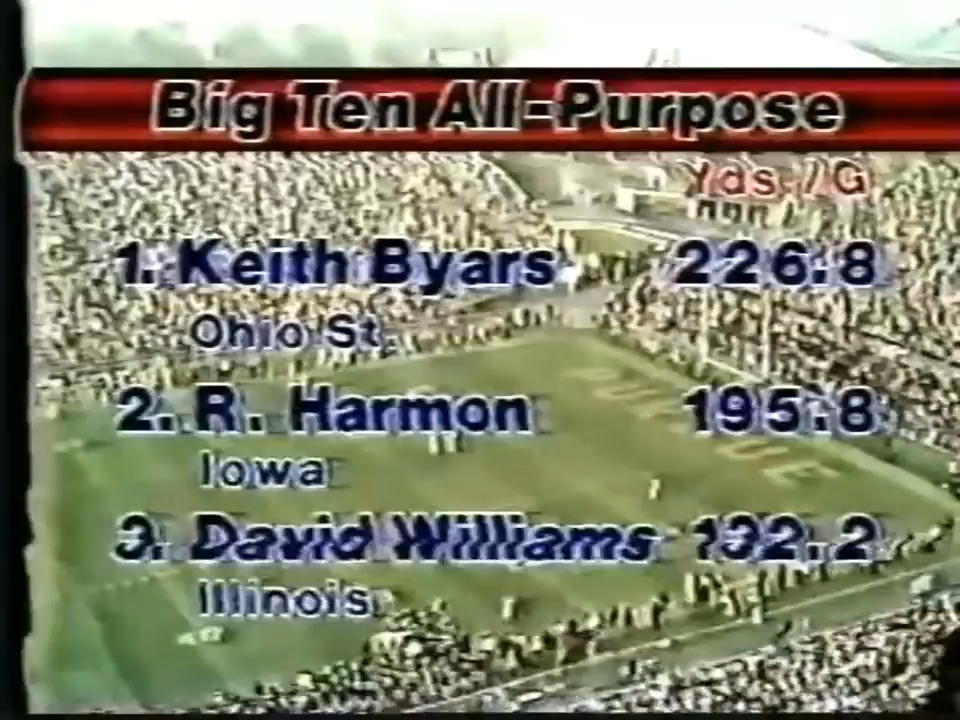 Big Ten All-Purpose
Yds./G
1. Keith Byars 226.8
Ohio St.
2. R. Harmon 195.8
Iowa
3. David Williams 132.2
Illinois
PURDUE